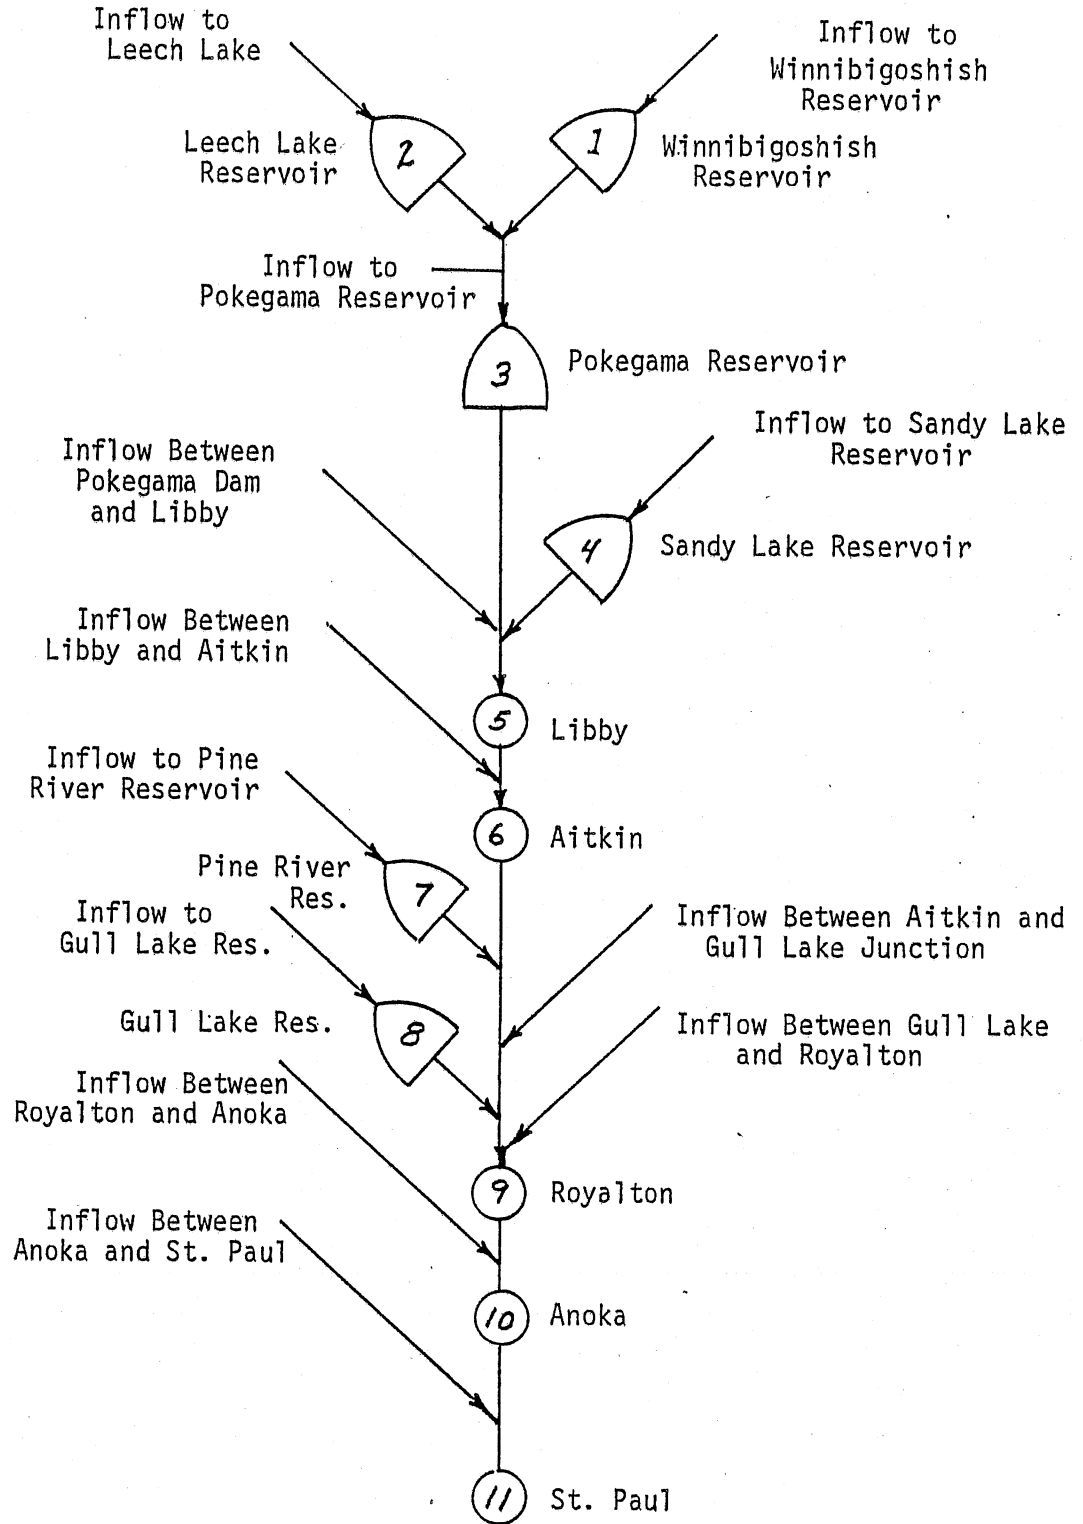 Inflow to
Leech Lake
Inflow to
Winnibigoshish
Reservoir
Leech Lake
Reservoir
2
1
Winnibigoshish
Reservoir
Inflow to
Pokegama Reservoir
3
Pokegama Reservoir
Inflow to Sandy Lake
Reservoir
Inflow Between
Pokegama Dam
and Libby
4
Sandy Lake Reservoir
Inflow Between
Libby and Aitkin
5
Libby
Inflow to Pine
River Reservoir
6
Aitkin
Pine River
Res.
7
Inflow to
Gull Lake Res.
Inflow Between Aitkin and
Gull Lake Junction
Gull Lake Res.
8
Inflow Between Gull Lake
and Royalton
Inflow Between
Royalton and Anoka
9
Royalton
Inflow Between
Anoka and St. Paul
10
Anoka
11
St. Paul